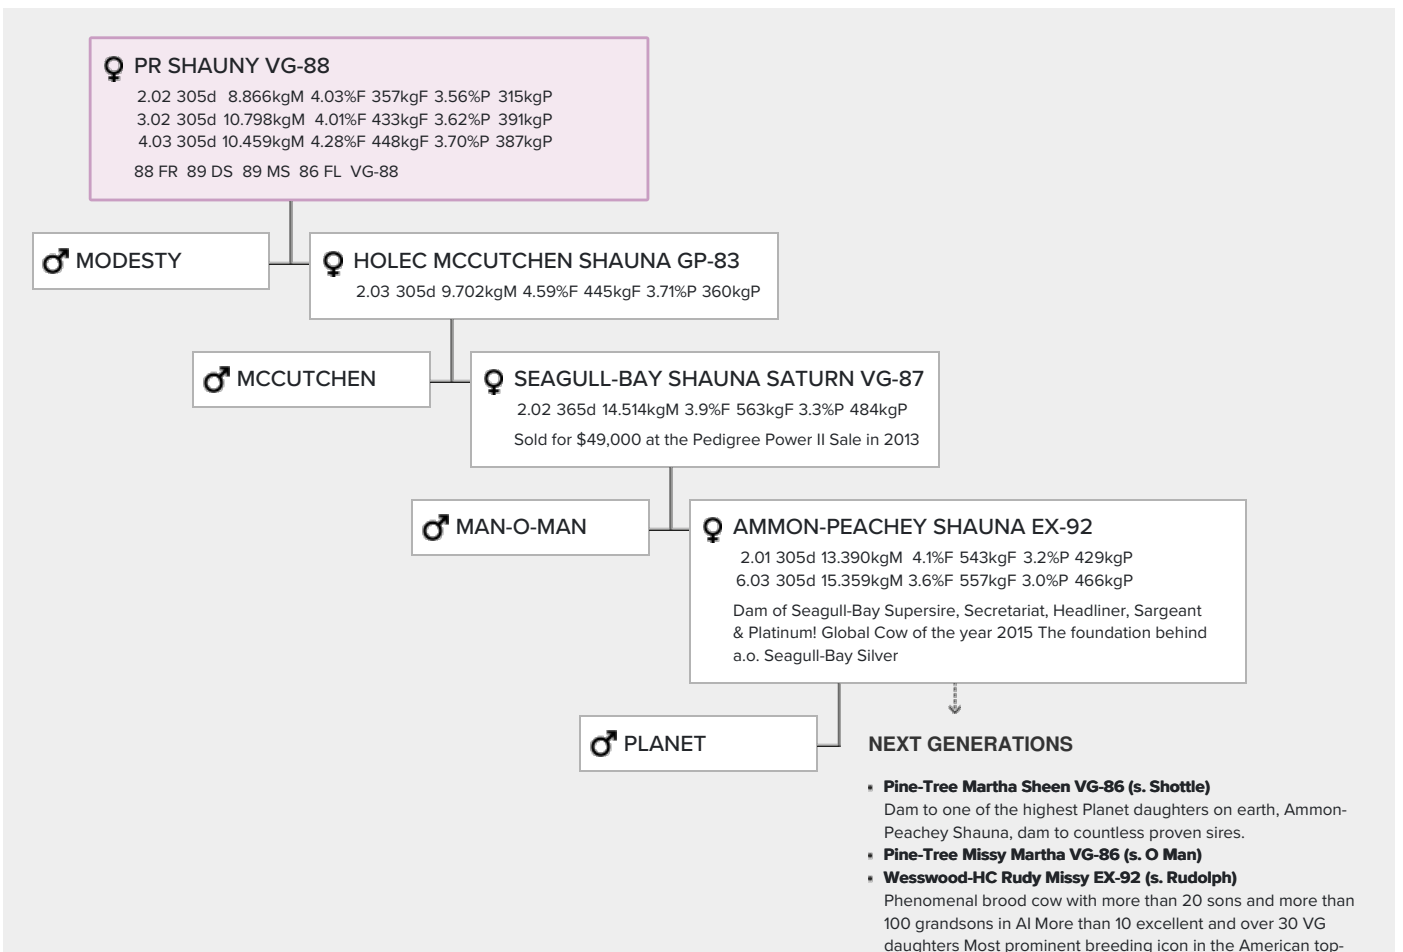 PR SHAUNY VG-88
2.02 305d 8.866kgM 4.03%F 357kgF 3.56%P 315kgP
3.02 305d 10.798kgM 4.01%F 433kgF 3.62%P 391kgP
4.03 305d 10.459kgM 4.28%F 448kgF 3.70%P 387kgP
88 FR 89 DS 89 MS 86 FL VG-88
MODESTY
HOLEC MCCUTCHEN SHAUNA GP-83
2.03 305d 9.702kgM 4.59%F 445kgF 3.71%P 360kgP
MCCUTCHEN
SEAGULL-BAY SHAUNA SATURN VG-87
2.02 365d 14.514kgM 3.9%F 563kgF 3.3%P 484kgP
Sold for $49,000 at the Pedigree Power II Sale in 2013
MAN-O-MAN
AMMON-PEACHEY SHAUNA EX-92
2.01 305d 13.390kgM 4.1%F 543kgF 3.2%P 429kgP
6.03 305d 15.359kgM 3.6%F 557kgF 3.0%P 466kgP
Dam of Seagull-Bay Supersire, Secretariat, Headliner, Sargeant
& Platinum! Global Cow of the year 2015 The foundation behind
a.o. Seagull-Bay Silver
PLANET
NEXT GENERATIONS
▪ Pine-Tree Martha Sheen VG-86 (s. Shottle)
Dam to one of the highest Planet daughters on earth, Ammon-
Peachey Shauna, dam to countless proven sires.
▪ Pine-Tree Missy Martha VG-86 (s. O Man)
▪ Wesswood-HC Rudy Missy EX-92 (s. Rudolph)
Phenomenal brood cow with more than 20 sons and more than
100 grandsons in AI More than 10 excellent and over 30 VG
daughters Most prominent breeding icon in the American top-